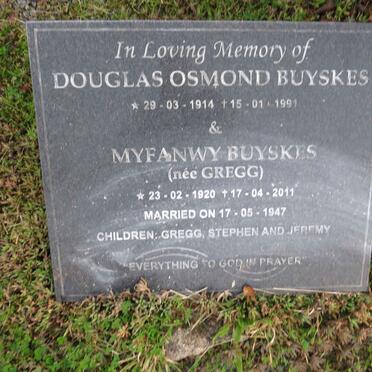 In Loving Memory of
DOUGLAS OSMOND BUYSKES
★ 29 - 03 - 1914 † 15 - 01 - 1991
&
MYFANWY BUYSKES
(née GREGG)
★ 23 - 02 - 1920 † 17 - 04 - 2011
MARRIED ON 17 - 05 - 1947
CHILDREN: GREGG, STEPHEN AND JEREMY
"EVERYTHING TO GOD IN PRAYER"